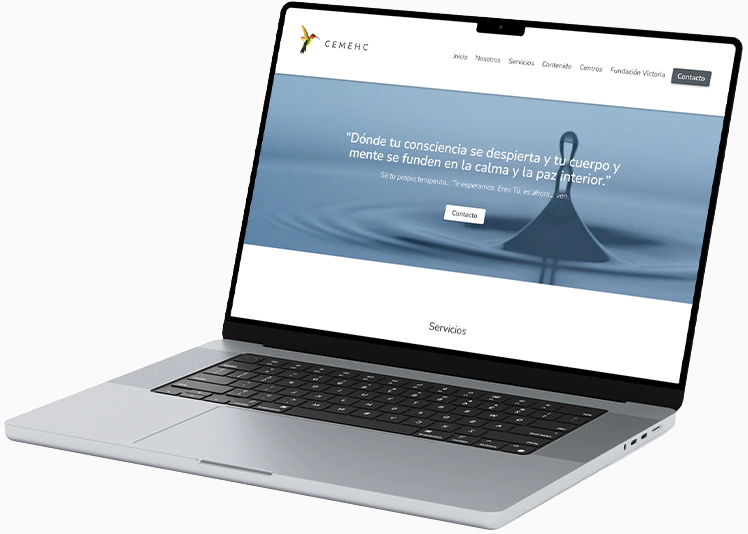 CEMEHC
Inicio
Nosotros
Servicios
Contenido
Centros
Fundación Victoria
Contacto
“Dónde tu consciencia se despierta y tu cuerpo y
mente se funden en la calma y la paz interior.”
Sé tu propio terapeuta... Te esperamos. Eres Tú, es ahora... ven.
Contacto
Servicios